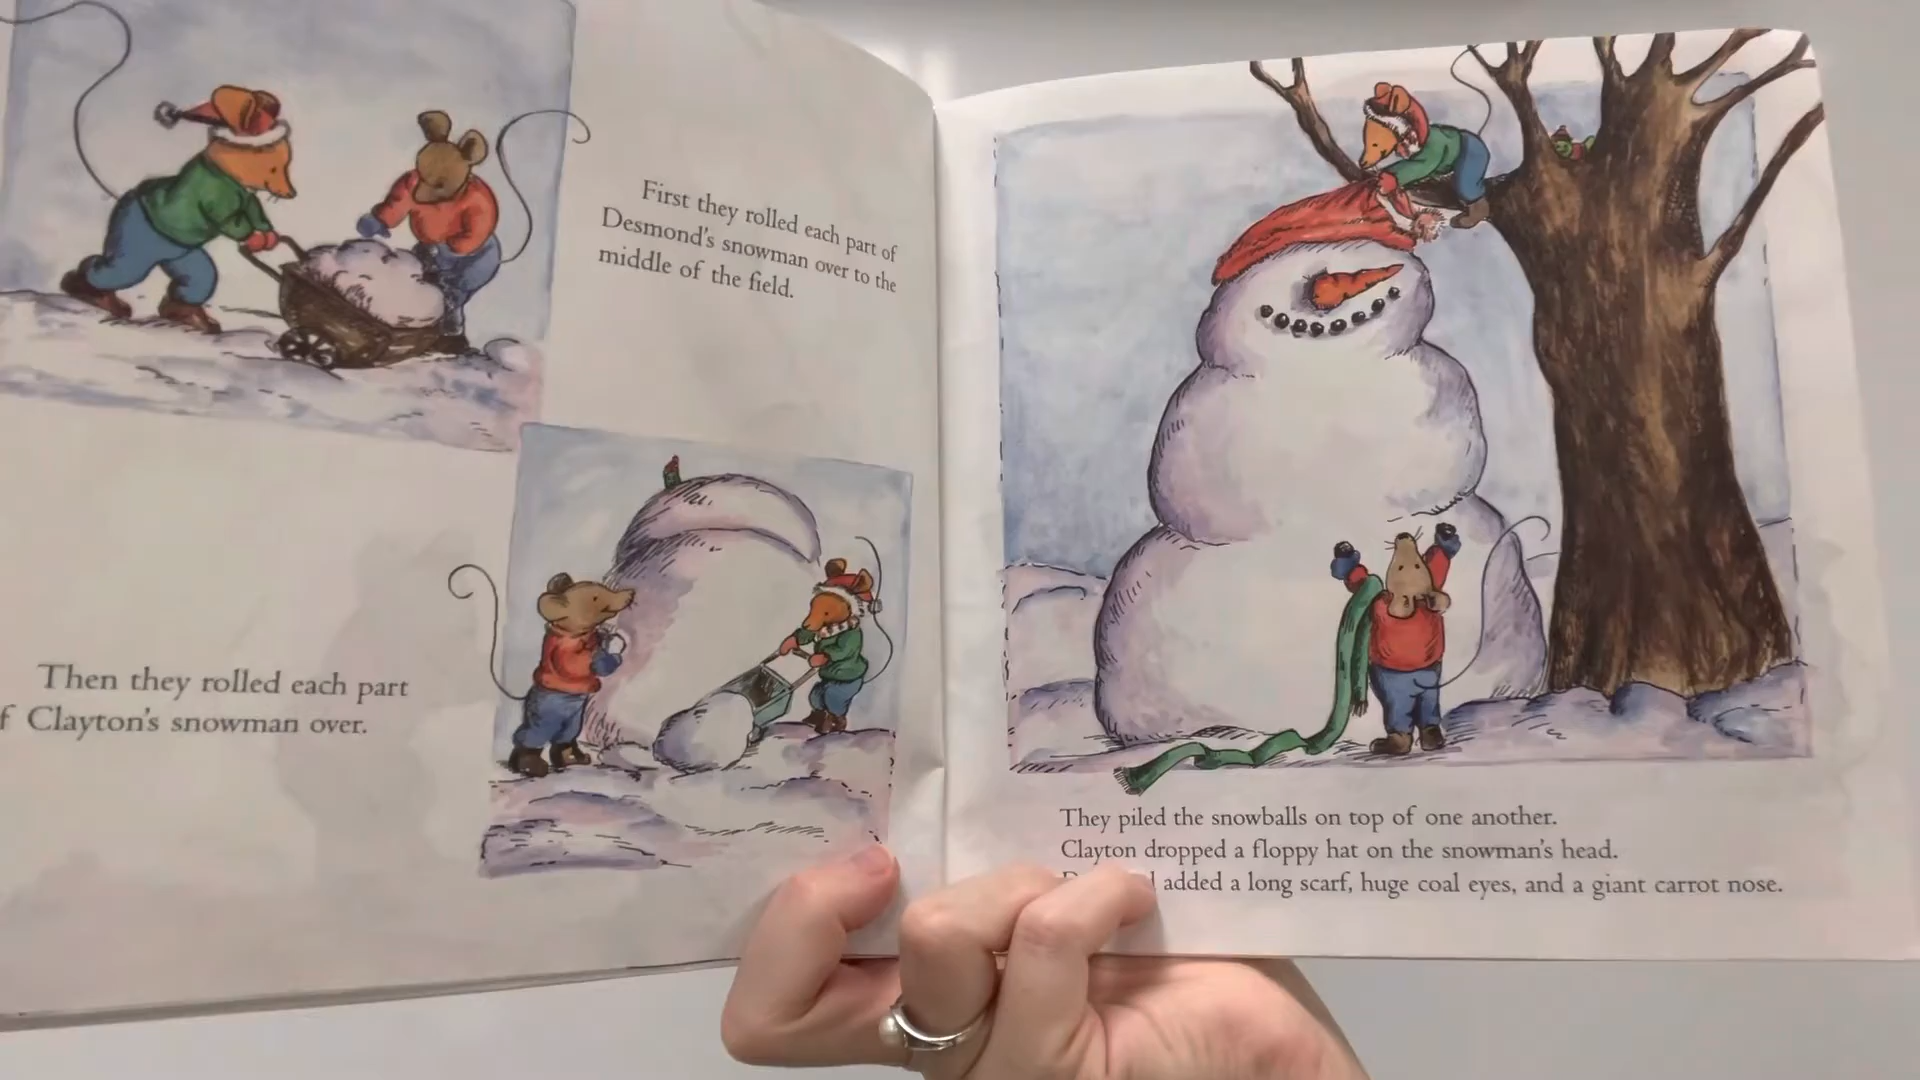 First they rolled each part of
Desmond's snowman over to the
middle of the field.
Then they rolled each part
f Clayton's snowman over.
They piled the snowballs on top of one another.
Clayton dropped a floppy hat on the snowman's head.
added a long scarf, huge coal eyes, and a giant carrot nose.